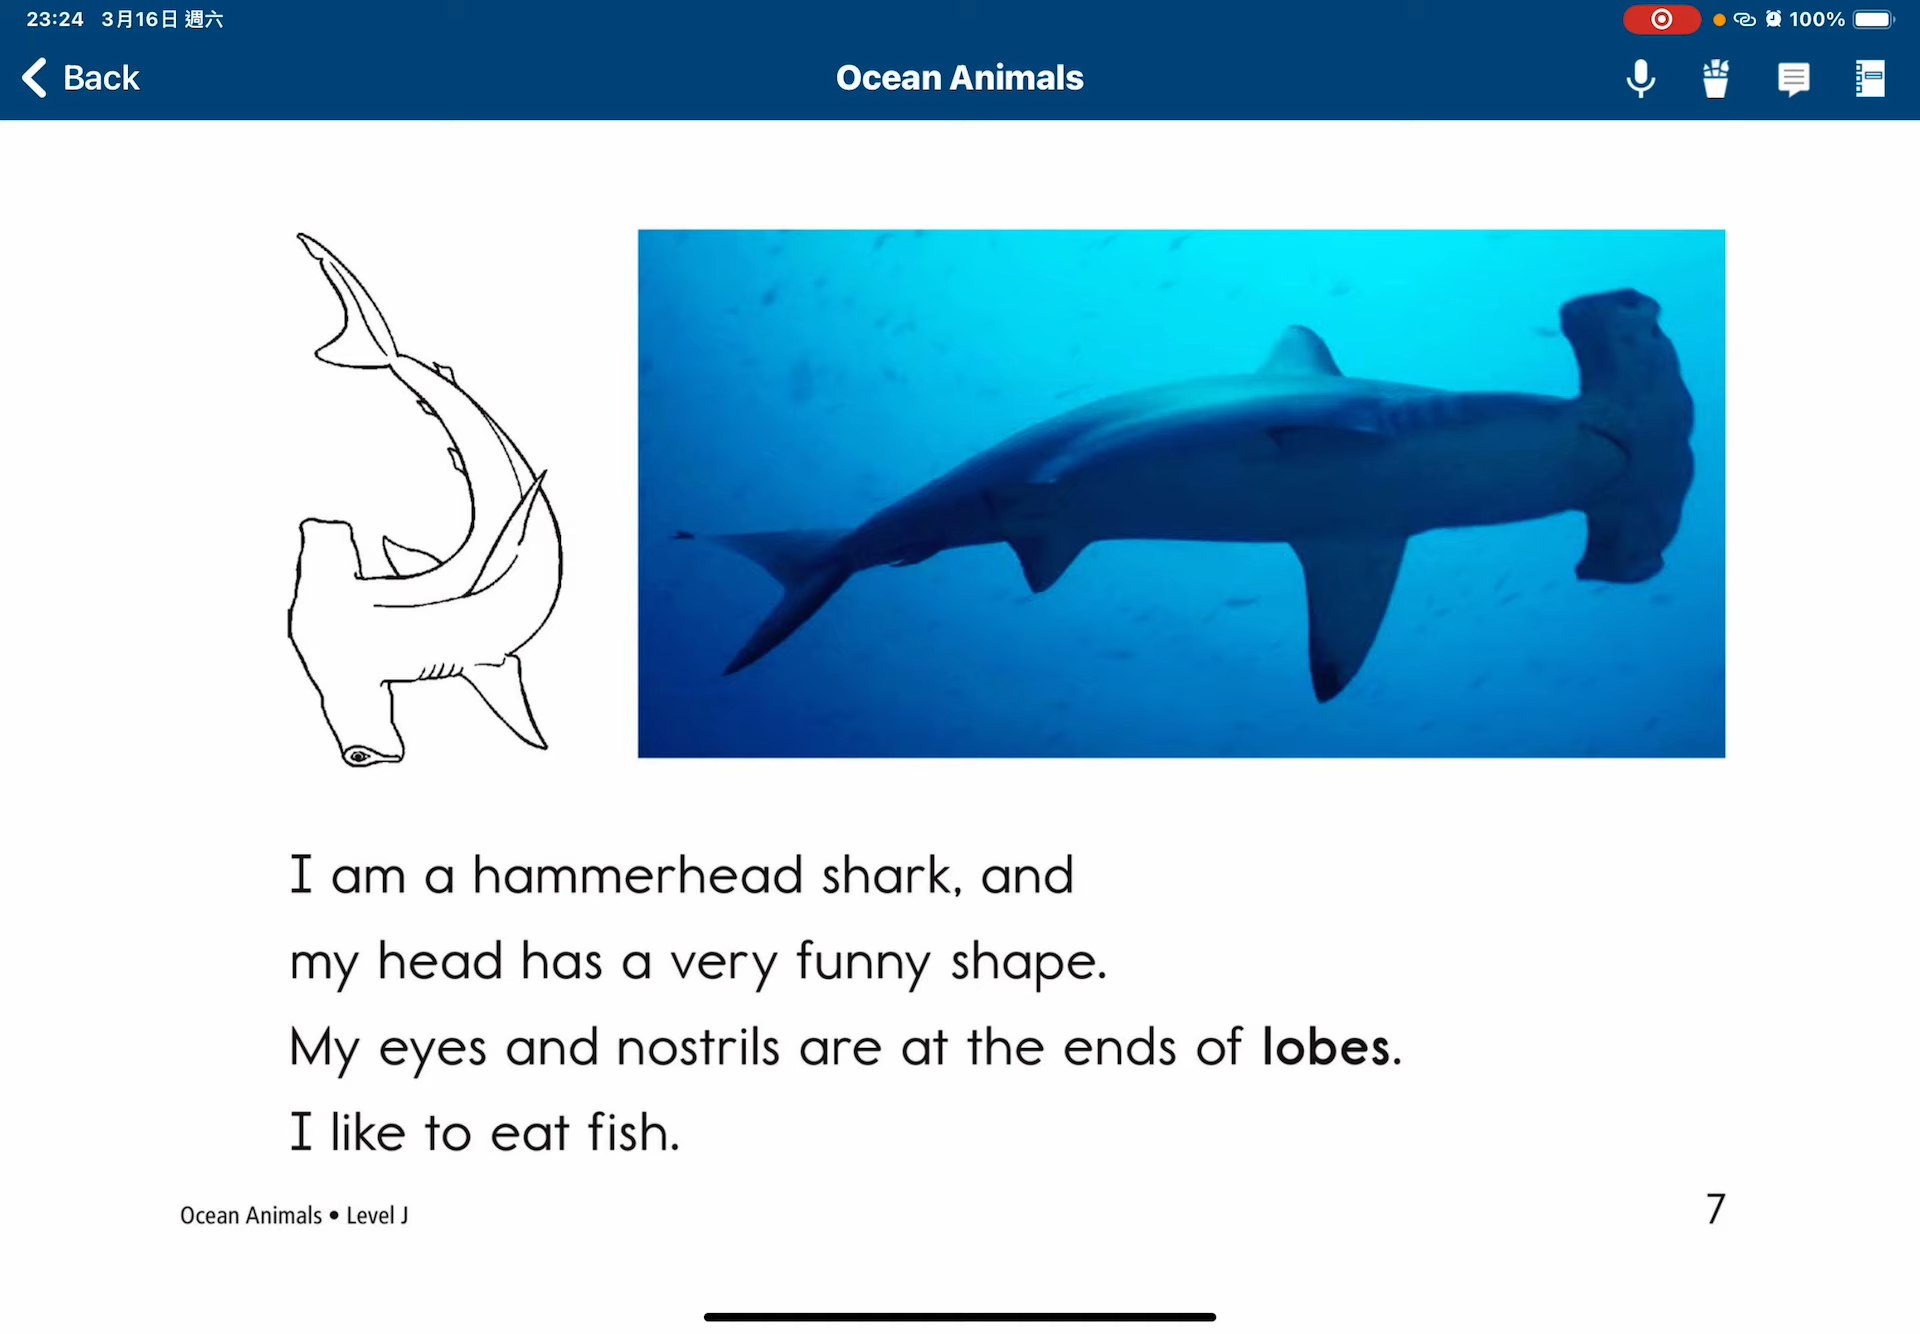 23:24 3月16日 週六
100%
Back
Ocean Animals
I am a hammerhead shark, and
my head has a very funny shape.
My eyes and nostrils are at the ends of lobes.
I like to eat fish.
Ocean Animals • Level J
7